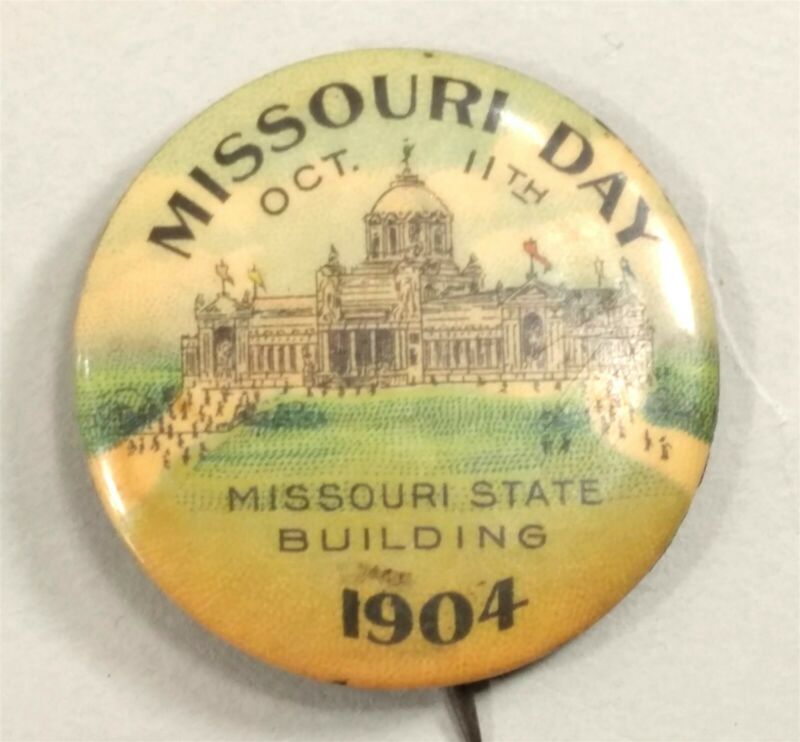 MISSOURI DAY
OCT. 11TH
MISSOURI STATE
BUILDING
1904